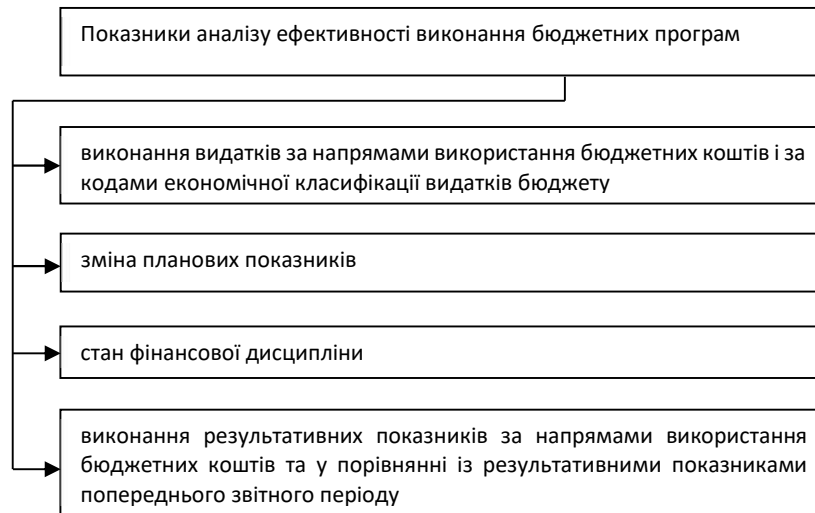 Показники аналізу ефективності виконання бюджетних програм
виконання видатків за напрямами використання бюджетних коштів і за
кодами економічної класифікації видатків бюджету
зміна планових показників
стан фінансової дисципліни
виконання результативних показників за напрямами використання
бюджетних коштів та у порівнянні із результативними показниками
попереднього звітного періоду